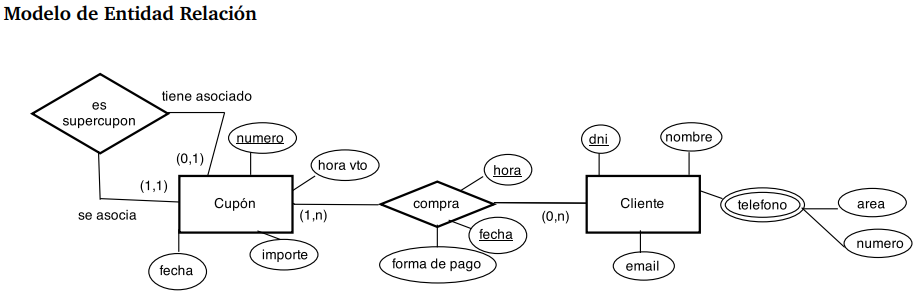 Modelo de Entidad Relación
tiene asociado
es
supercupon
numero
dni
nombre
(0,1)
hora vto
hora
(1,1)
se asocia
Cupón
(1,n)
compra
(0,n)
Cliente
telefono
area
fecha
numero
fecha
importe
forma de pago
email